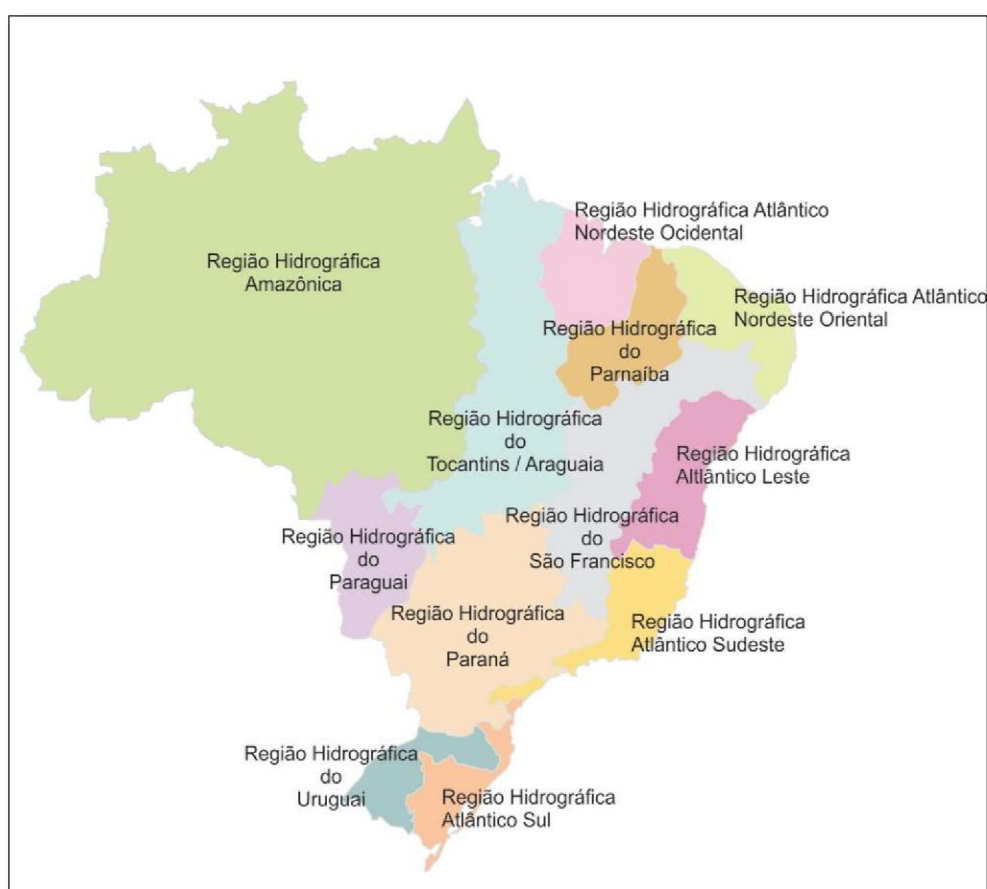 Região Hidrográfica Atlântico
Nordeste Ocidental
Região Hidrográfica
Amazônica
Região Hidrográfica Atlântico
Nordeste Oriental
Região Hidrográfica
do
Parnaíba
Região Hidrográfica
do
Tocantins / Araguaia
Região Hidrográfica
Altlântico Leste
Região Hidrográfica
do
São Francisco
Região Hidrográfica
do
Paraguai
Região Hidrográfica
do
Paraná
Região Hidrográfica
Atlântico Sudeste
Região Hidrográfica
do
Uruguai
Região Hidrográfica
Atlântico Sul